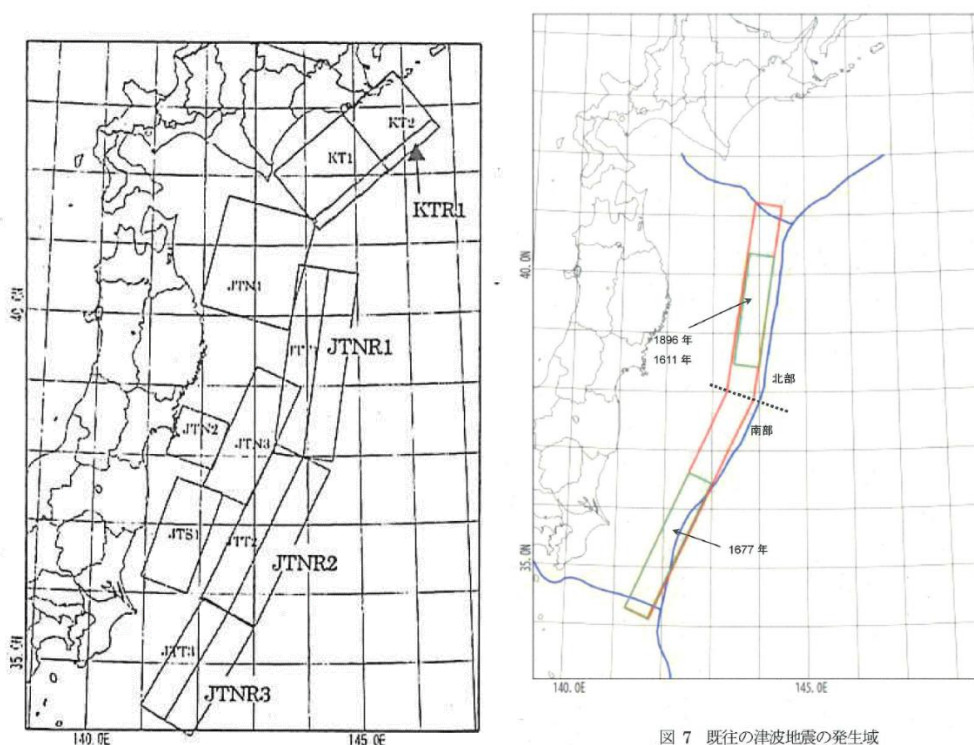 KT2
KT1
KTR1
JTN1
JTNR1
JTN2
JTN3
JTS1
JTT2
JTNR2
JTT3
JTNR3
40.0N
35.0N
140.0E
145.0E
40.0N
1896 年
1611 年
北部
南部
1677 年
35.0N
140.0E
145.0E
図 7 既往の津波地震の発生域